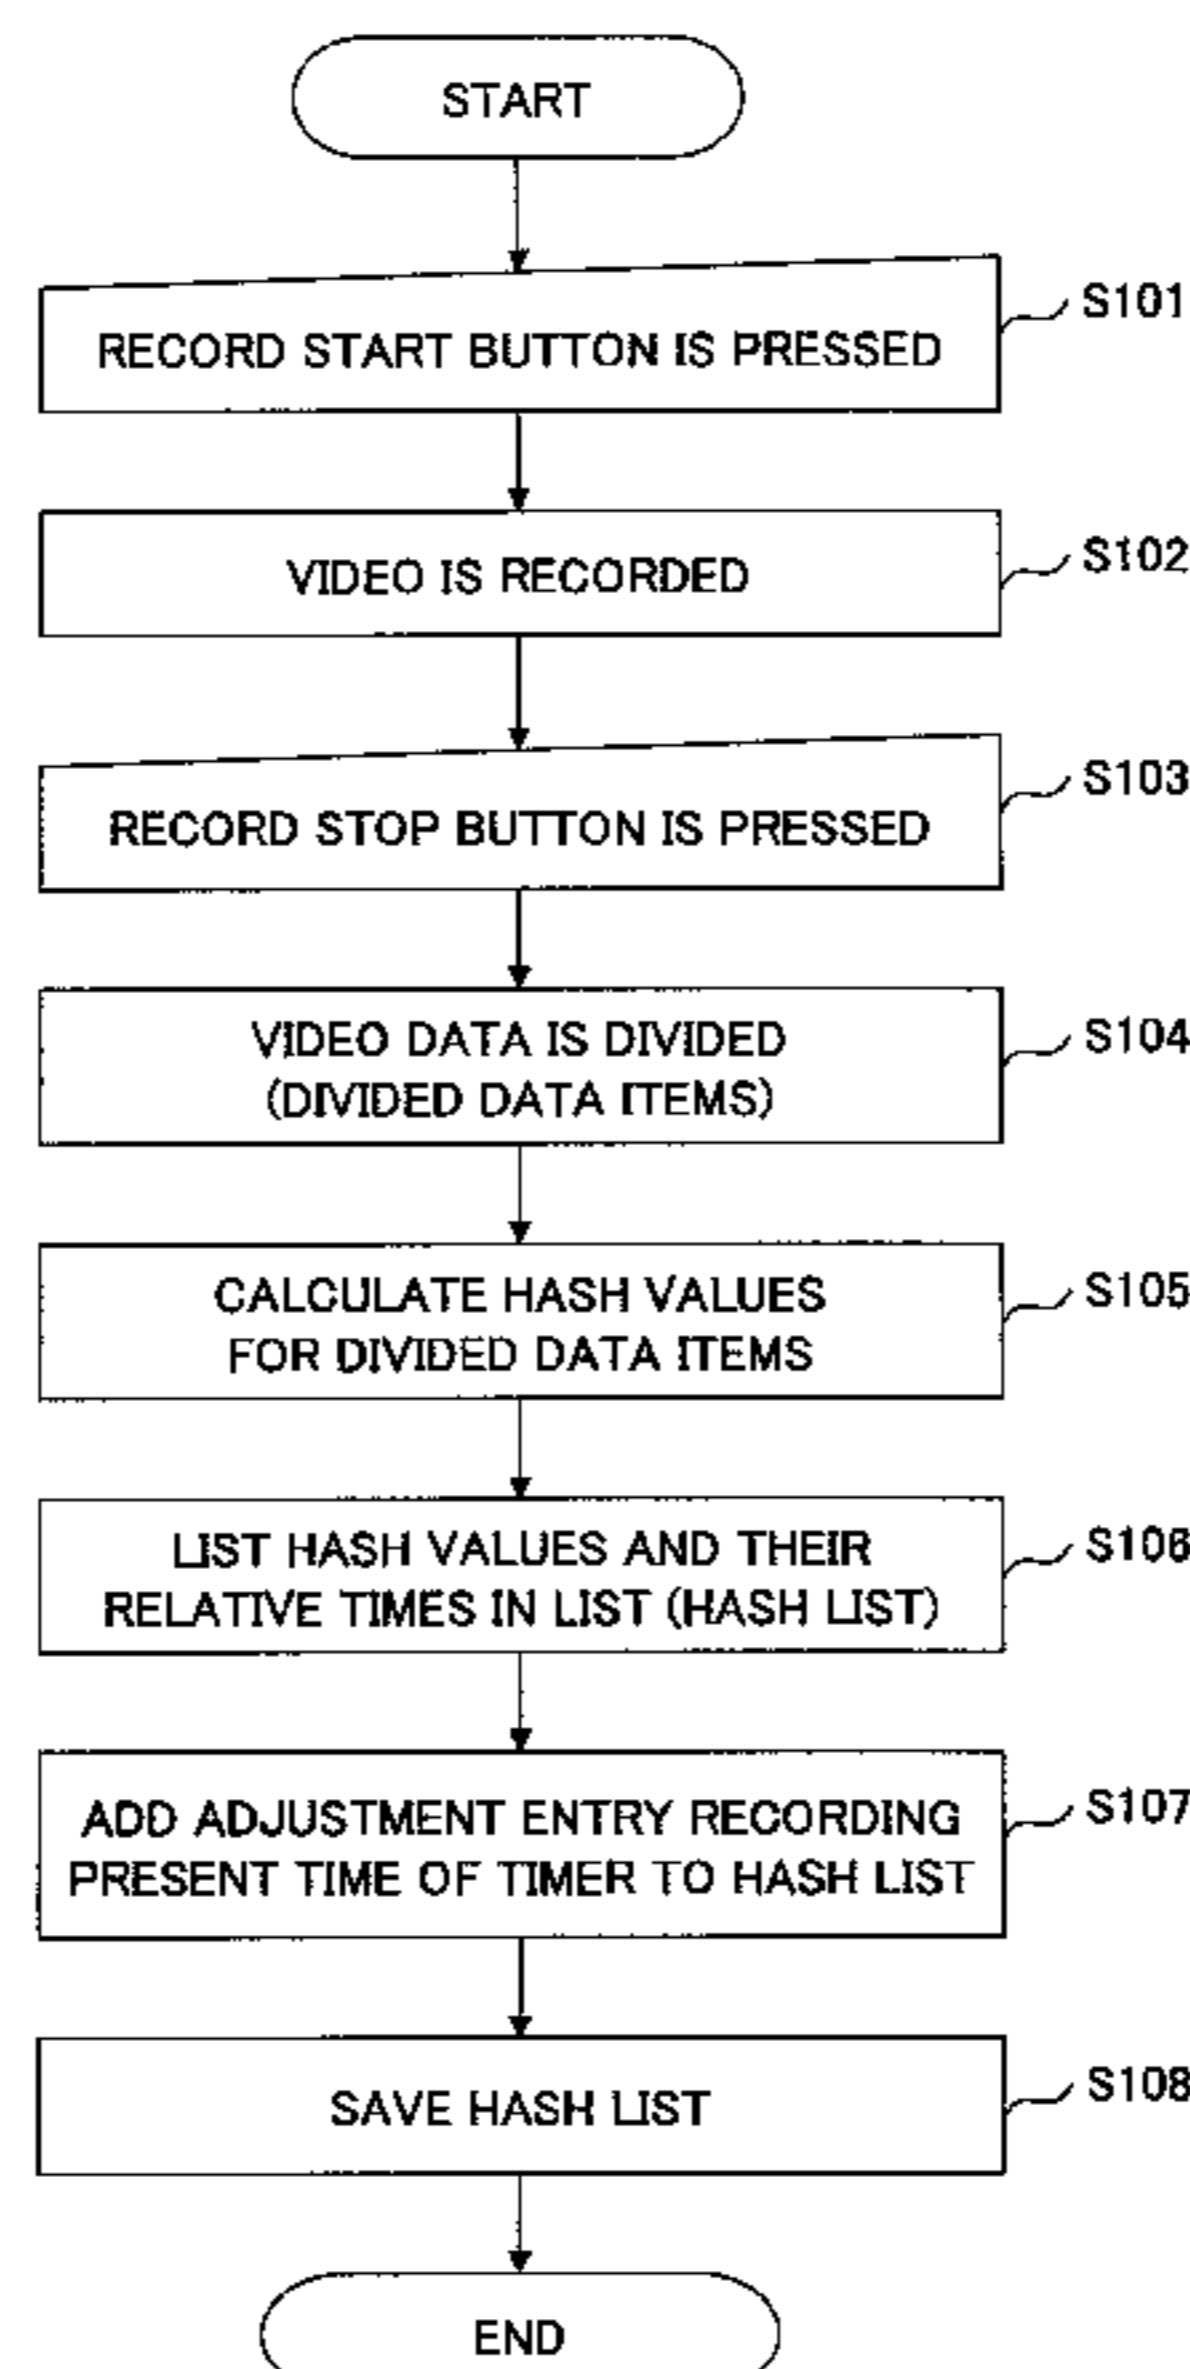 START
RECORD START BUTTON IS PRESSED
S101
VIDEO IS RECORDED
S102
RECORD STOP BUTTON IS PRESSED
S103
VIDEO DATA IS DIVIDED
(DIVIDED DATA ITEMS)
S104
CALCULATE HASH VALUES
FOR DIVIDED DATA ITEMS
S105
LIST HASH VALUES AND THEIR
RELATIVE TIMES IN LIST (HASH LIST)
S106
ADD ADJUSTMENT ENTRY RECORDING
PRESENT TIME OF TIMER TO HASH LIST
S107
SAVE HASH LIST
S108
END